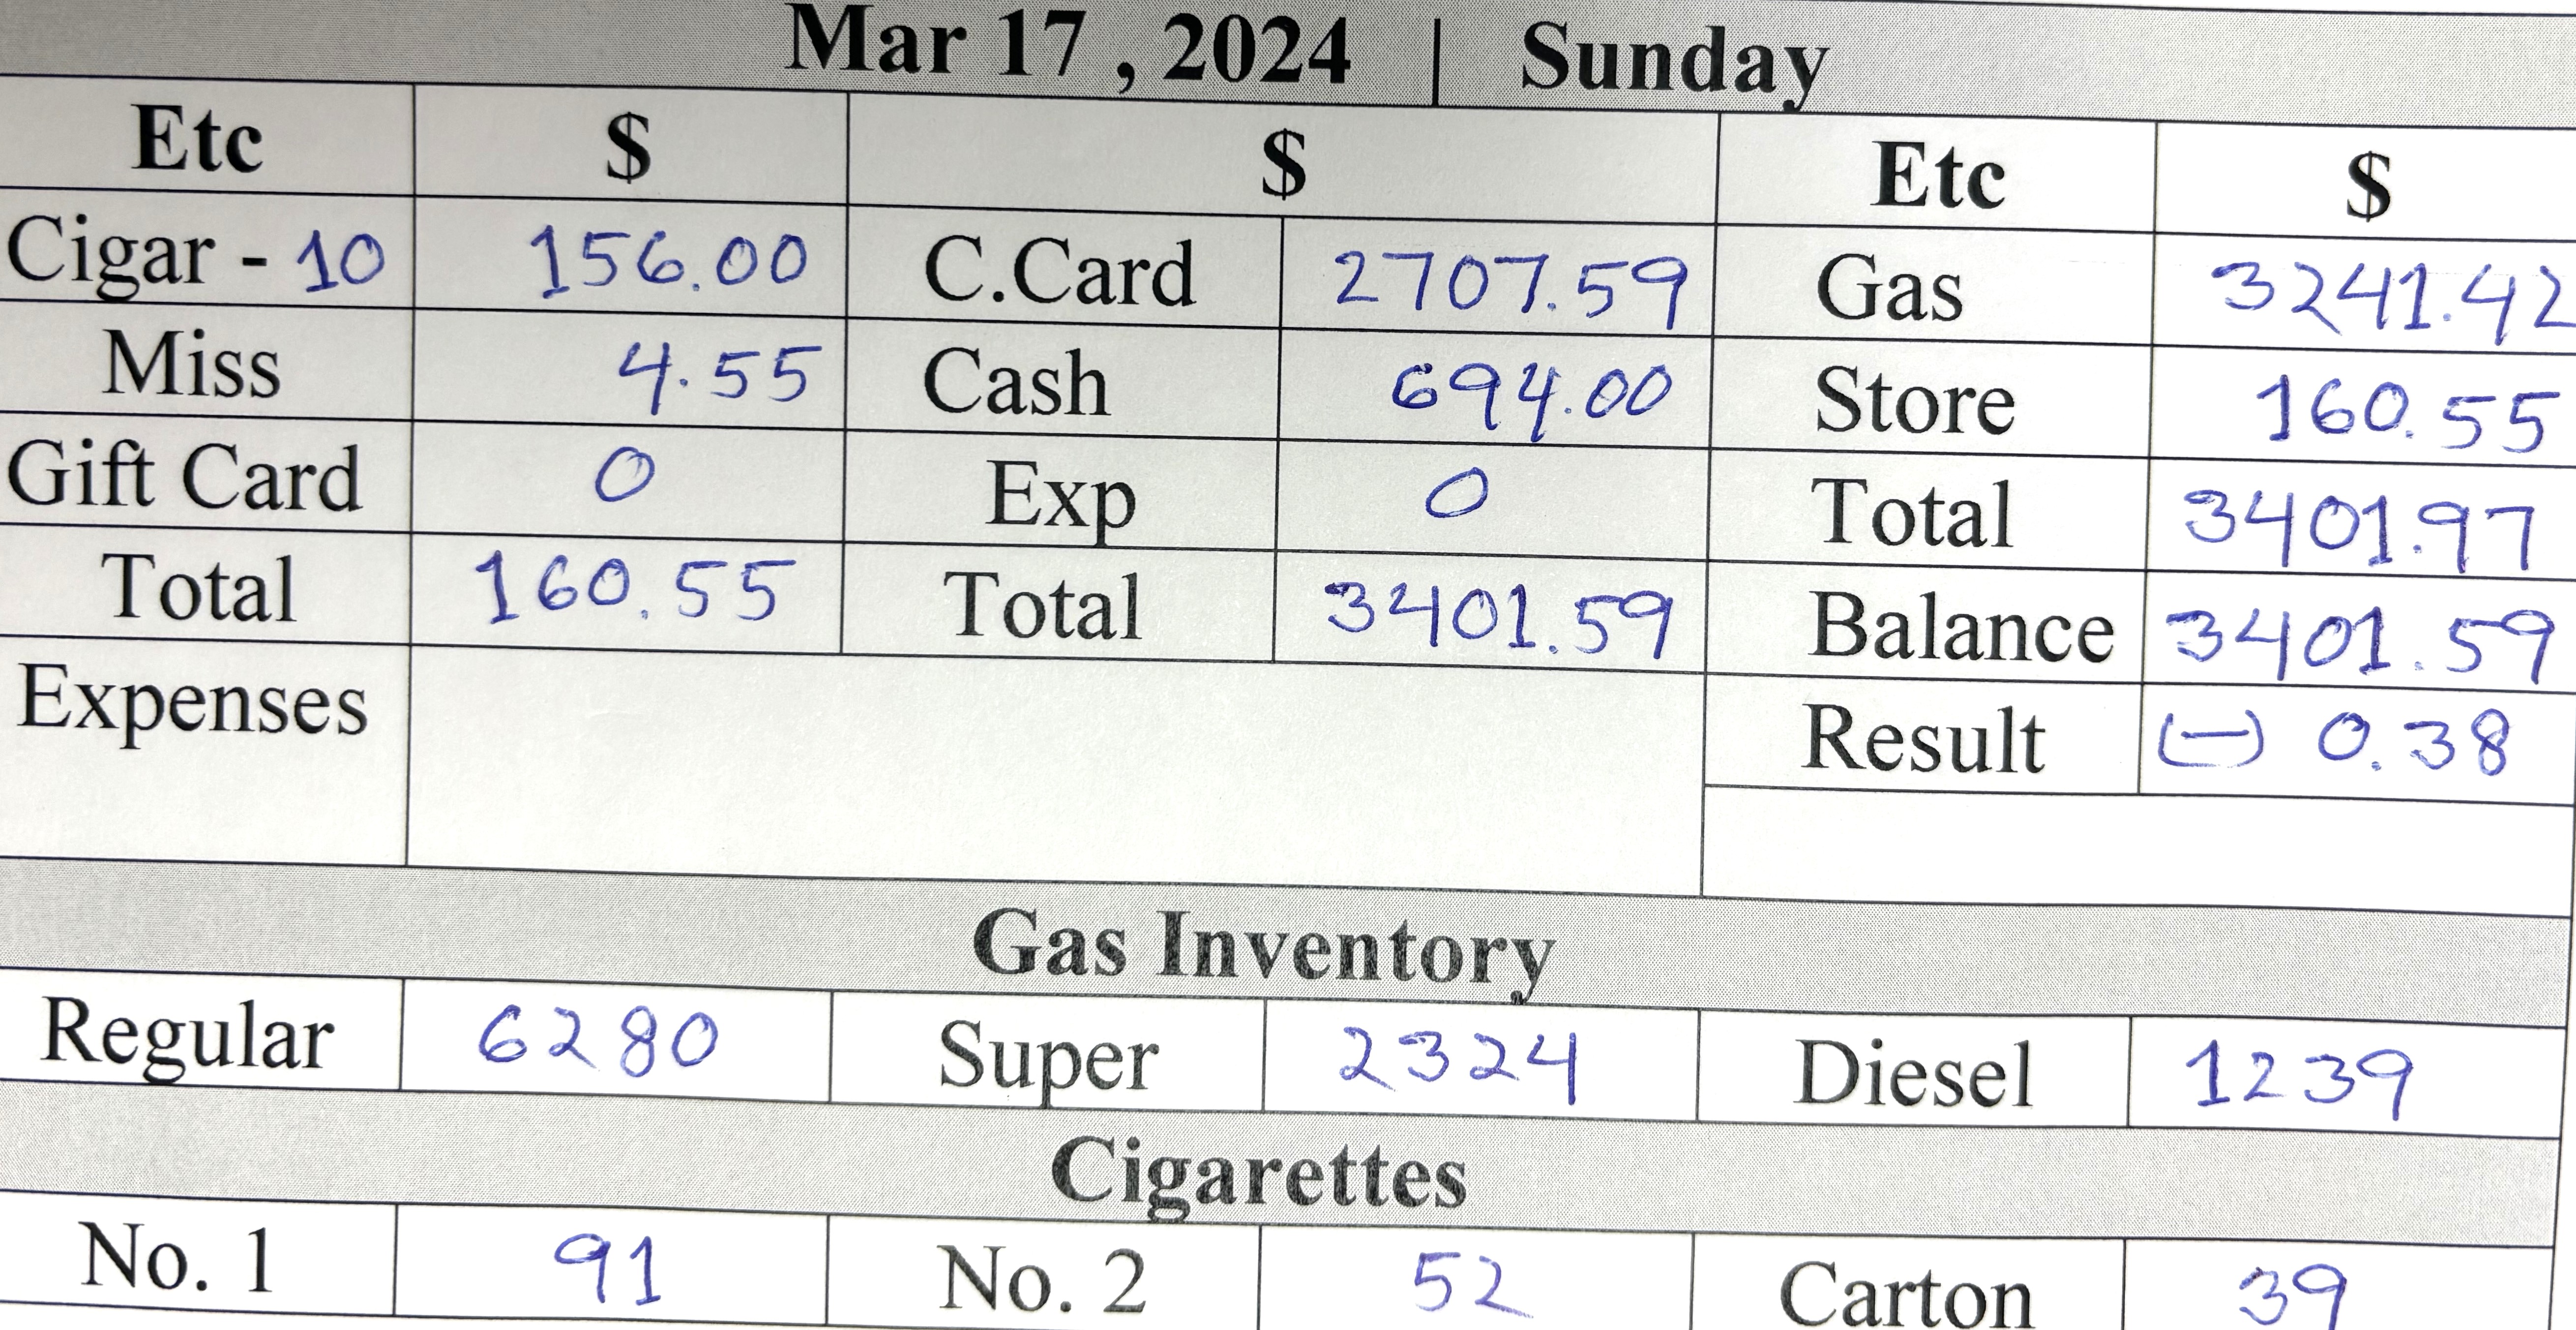 Mar 17 , 2024 | Sunday
Etc $ $ Etc $
Cigar - 10 156.00 C.Card 2707.59 Gas 3241.42
Miss 4.55 Cash 694.00 Store 160.55
Gift Card 0 Exp 0 Total 3401.97
Total 160.55 Total 3401.59 Balance 3401.59
Expenses Result (-) 0.38
Gas Inventory
Regular 6280 Super 2324 Diesel 1239
Cigarettes
No. 1 91 No. 2 52 Carton 39